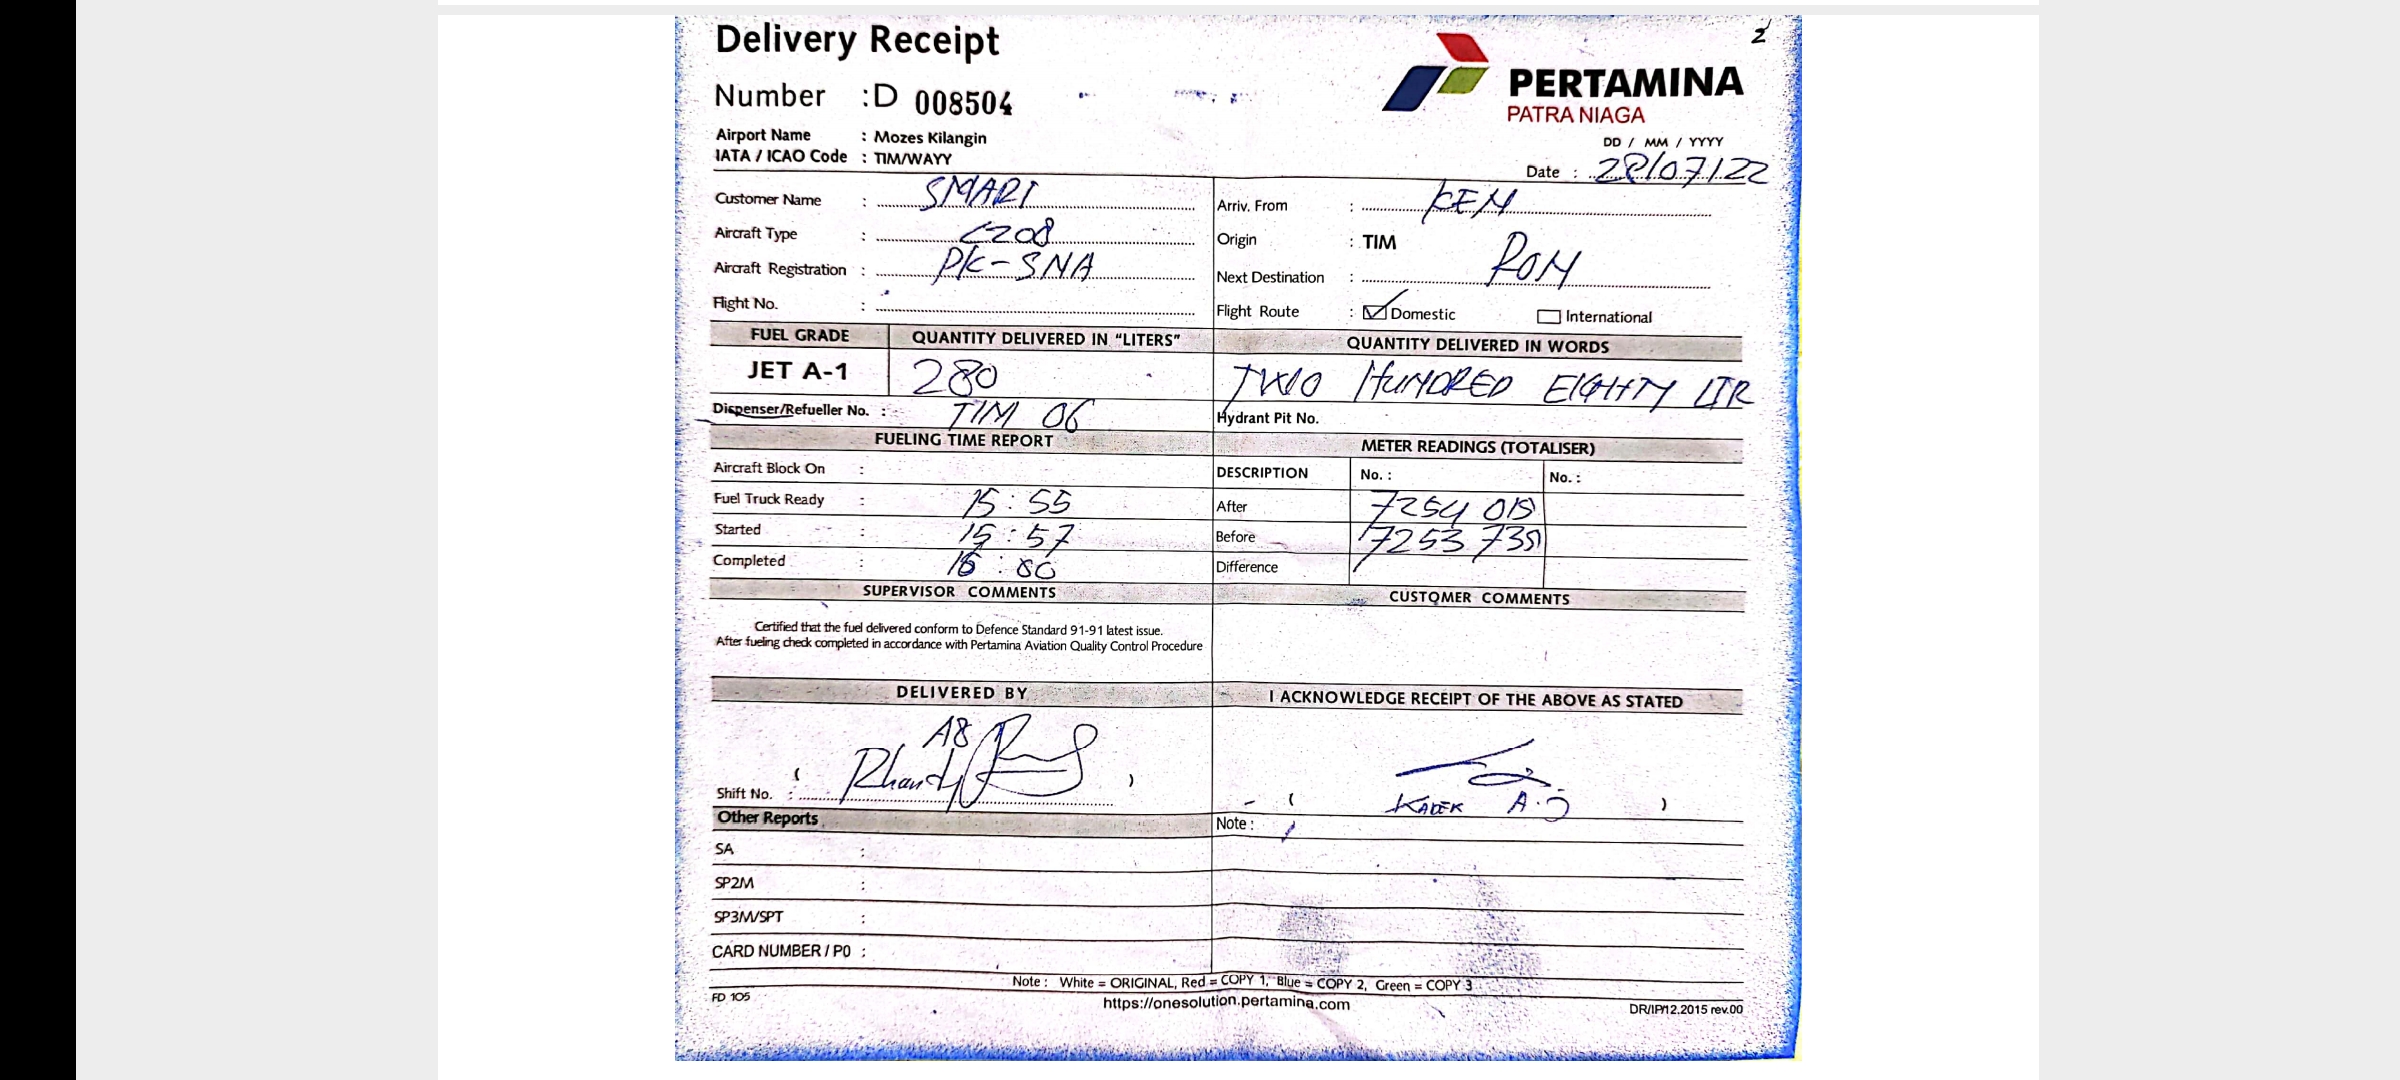 2
Delivery Receipt
PERTAMINA
PATRA NIAGA
Number :D 008504
Airport Name : Mozes Kilangin
IATA / ICAO Code : TIM/WAYY
DD / MM / YYYY
Date : 28/07/22
Customer Name : SMART
Arriv. From : KEM
Aircraft Type : C208
Origin : TIM
Aircraft Registration : PK-SNA
Next Destination : ROM
Flight No. :
Flight Route : Domestic International
FUEL GRADE QUANTITY DELIVERED IN "LITERS" QUANTITY DELIVERED IN WORDS
JET A-1 280 TWO HUNDRED EIGHTY LTR
Dispenser/Refueller No. : TIM 06 Hydrant Pit No.
FUELING TIME REPORT METER READINGS (TOTALISER)
Aircraft Block On :
DESCRIPTION No. : No. :
Fuel Truck Ready : 15:55
After 7254 015
Started : 15:57
Before 7253 735
Completed : 16:00
Difference
SUPERVISOR COMMENTS CUSTOMER COMMENTS
Certified that the fuel delivered conform to Defence Standard 91-91 latest issue.
After fueling check completed in accordance with Pertamina Aviation Quality Control Procedure
DELIVERED BY I ACKNOWLEDGE RECEIPT OF THE ABOVE AS STATED
A8
Shift No. : ( Rhandy )
( KADEK A.J )
Other Reports
Note :
SA :
SP2M :
SP3M/SPT :
CARD NUMBER / PO :
Note : White = ORIGINAL, Red = COPY 1, Blue = COPY 2, Green = COPY 3
FD 105
https://onesolution.pertamina.com
DR/IP/12.2015 rev.00